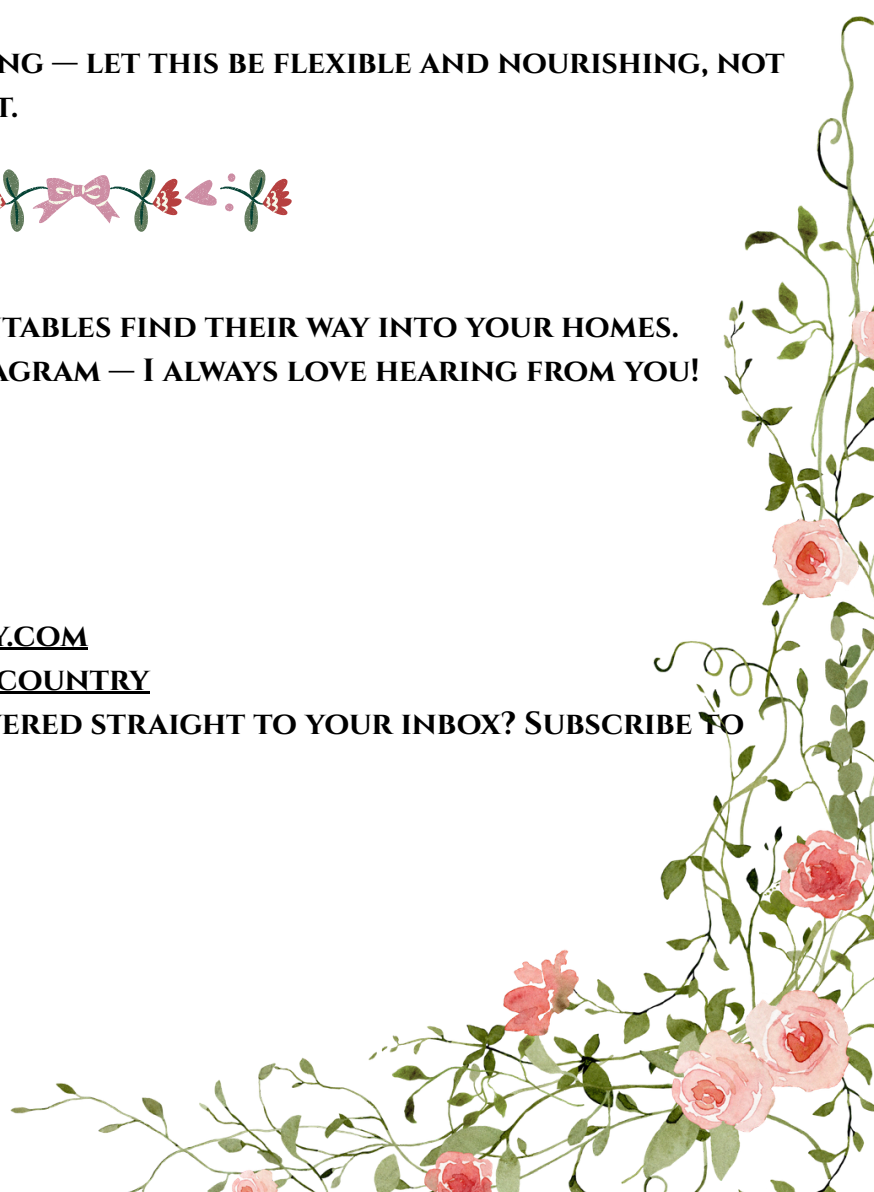 NG — LET THIS BE FLEXIBLE AND NOURISHING, NOT
T.
TABLES FIND THEIR WAY INTO YOUR HOMES.
AGRAM — I ALWAYS LOVE HEARING FROM YOU!
Y.COM
COUNTRY
ERED STRAIGHT TO YOUR INBOX? SUBSCRIBE TO